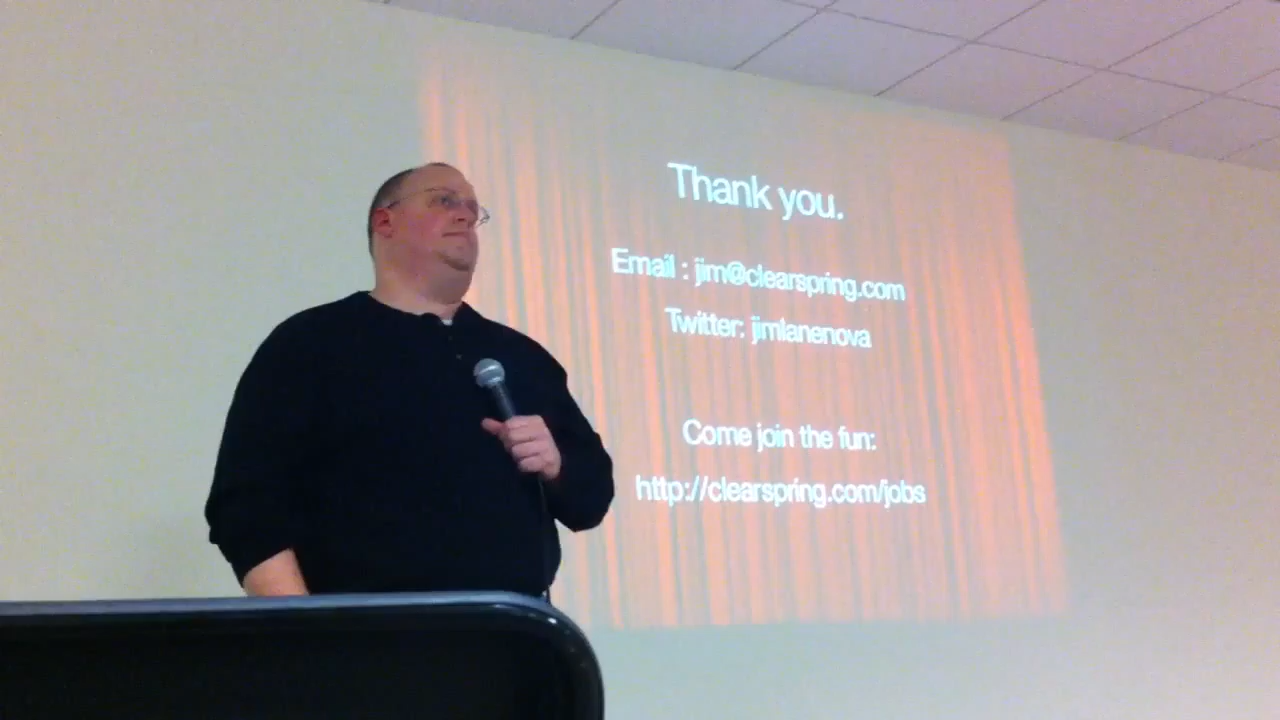 Thank you.
Email : jim@clearspring.com
Twitter: jimlanenova
Come join the fun:
http://clearspring.com/jobs